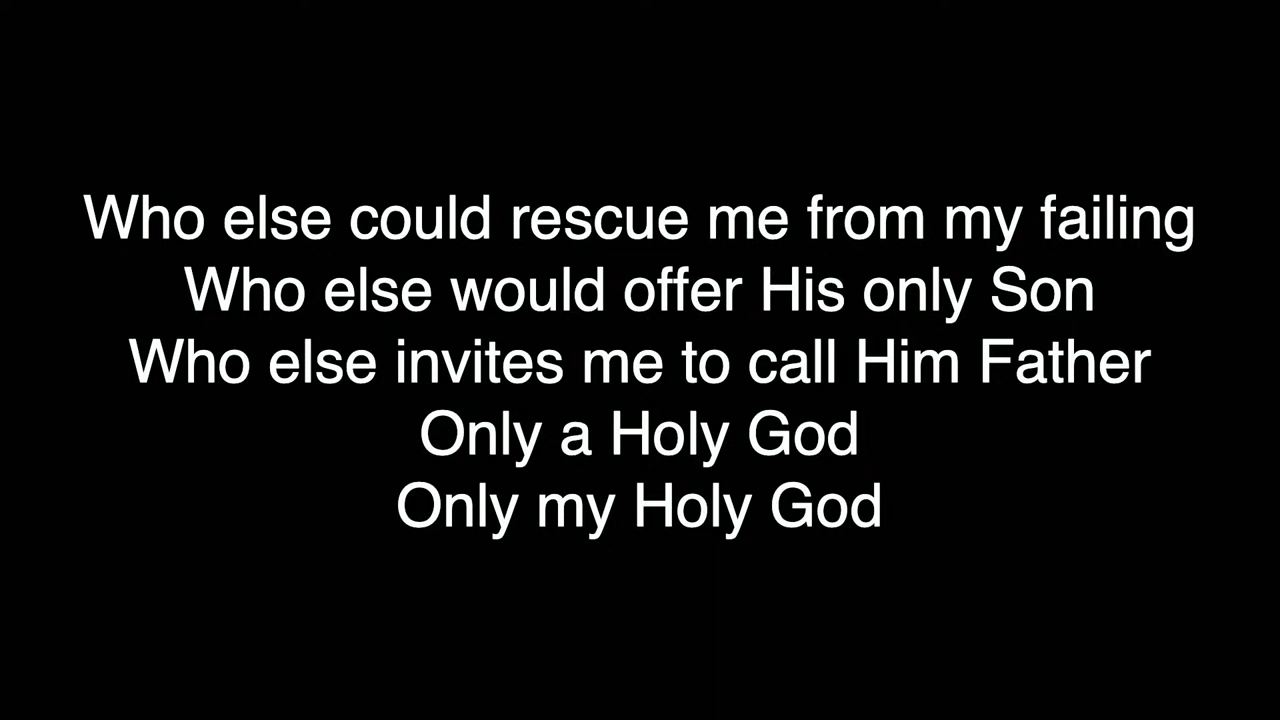 Who else could rescue me from my failing
Who else would offer His only Son
Who else invites me to call Him Father
Only a Holy God
Only my Holy God